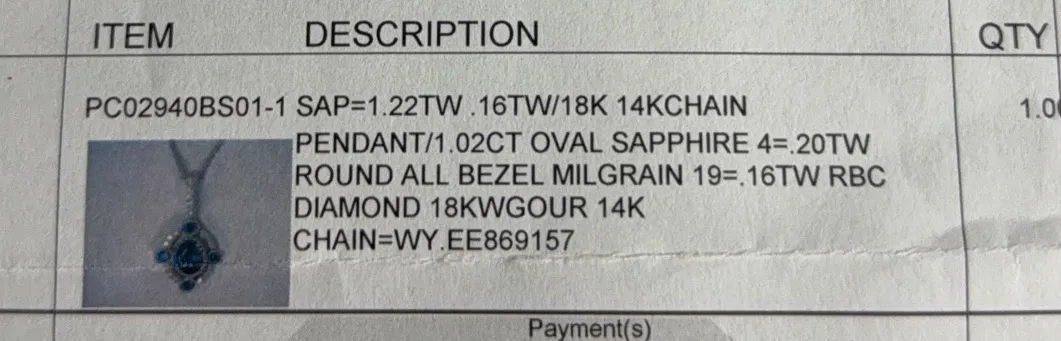 ITEM DESCRIPTION QTY
PC02940BS01-1 SAP=1.22TW .16TW/18K 14KCHAIN 1.0
PENDANT/1.02CT OVAL SAPPHIRE 4=.20TW
ROUND ALL BEZEL MILGRAIN 19=.16TW RBC
DIAMOND 18KWGOUR 14K
CHAIN=WY.EE869157
Payment(s)